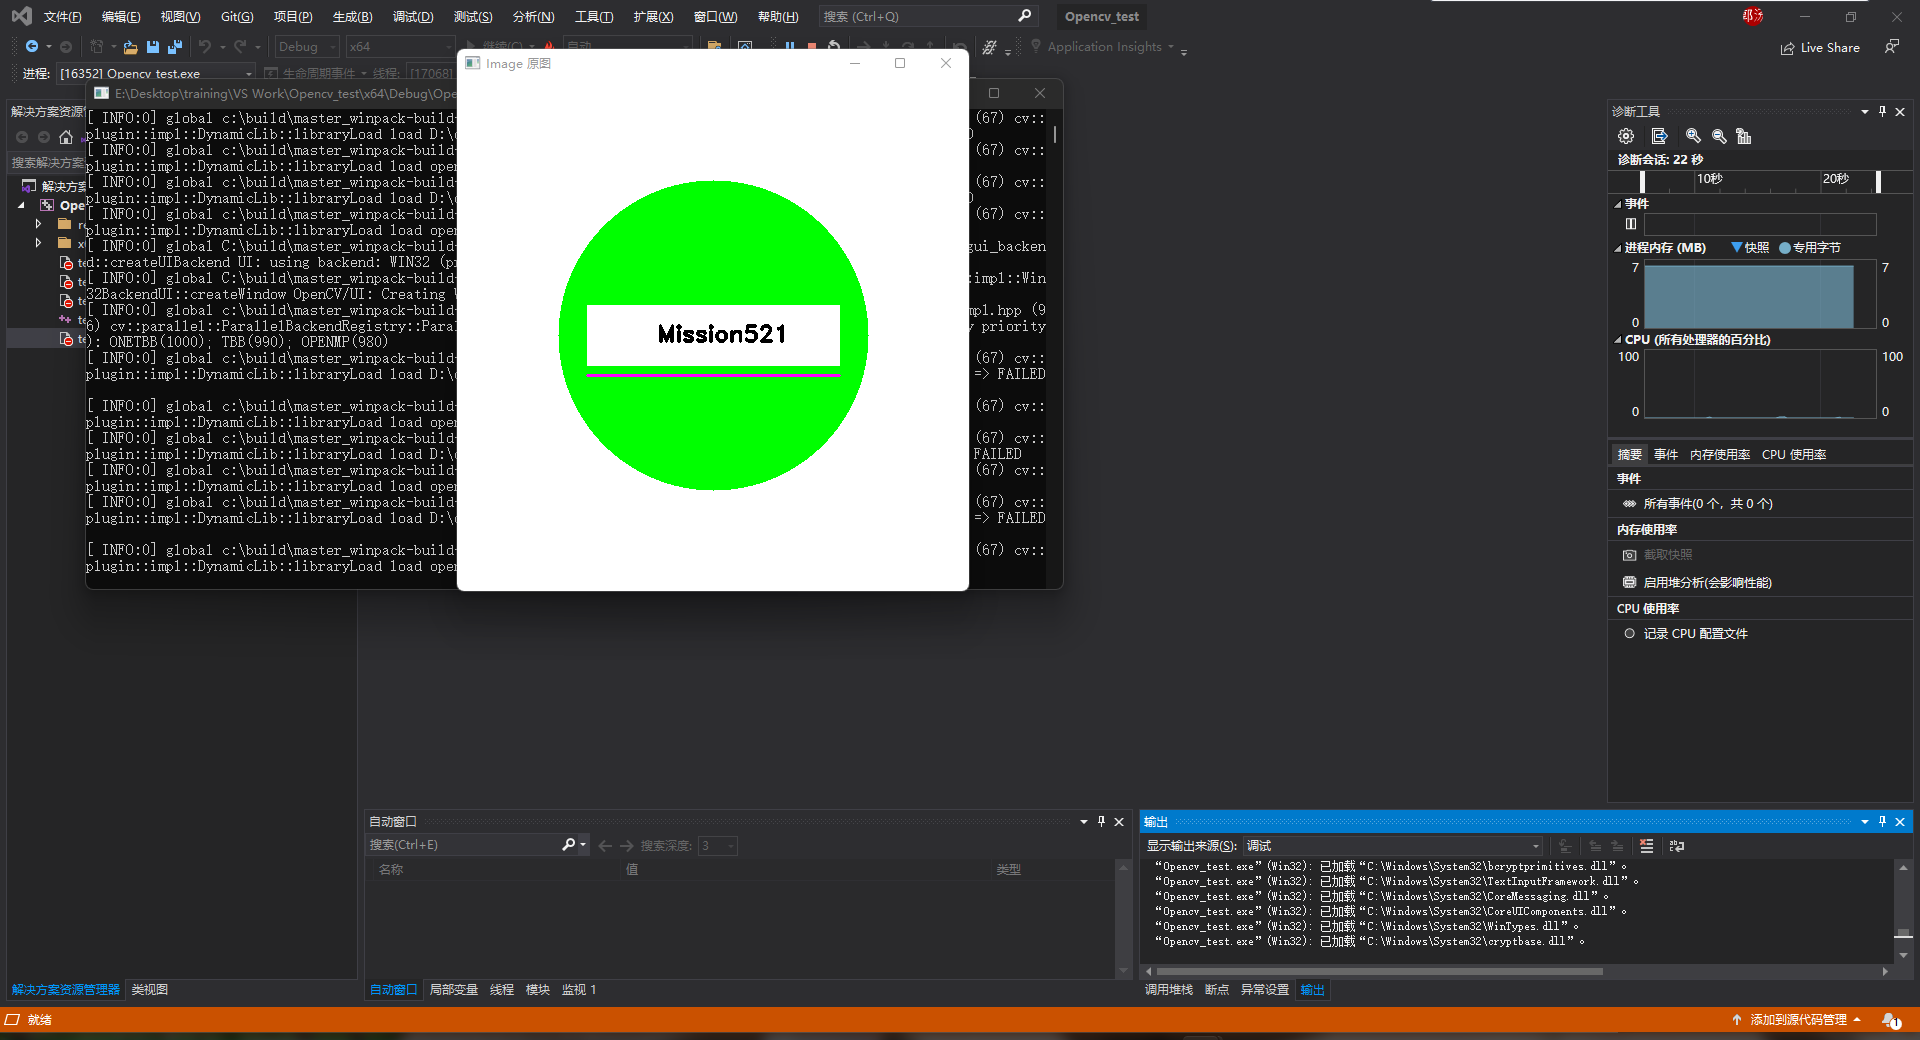 文件(F) 编辑(E) 视图(V) Git(G) 项目(P) 生成(B) 调试(D) 测试(S) 分析(N) 工具(T) 扩展(X) 窗口(W) 帮助(H) 搜索 (Ctrl+Q) Opencv_test
Debug x64 继续(C) 自动 Application Insights Live Share
进程: [16352] Opencv_test.exe 生命周期事件 线程: [17068]
Image 原图
E:\Desktop\training\VS Work\Opencv_test\x64\Debug\Ope
解决方案资源
搜索解决方案
解决方案
Ope
[ INFO:0] global c:\build\master_winpack-build- (67) cv::
plugin::impl::DynamicLib::libraryLoad load D:\
[ INFO:0] global c:\build\master_winpack-build- (67) cv::
plugin::impl::DynamicLib::libraryLoad load ope
[ INFO:0] global c:\build\master_winpack-build- (67) cv::
plugin::impl::DynamicLib::libraryLoad load D:\
[ INFO:0] global c:\build\master_winpack-build- (67) cv::
plugin::impl::DynamicLib::libraryLoad load ope
[ INFO:0] global C:\build\master_winpack-build- gui_backen
d::createUIBackend UI: using backend: WIN32 (p
[ INFO:0] global C:\build\master_winpack-build- :impl::Win
32BackendUI::createWindow OpenCV/UI: Creating
[ INFO:0] global c:\build\master_winpack-build- mpl.hpp (9
6) cv::parallel::ParallelBackendRegistry::Paral y priority
): ONETBB(1000); TBB(990); OPENMP(980)
[ INFO:0] global c:\build\master_winpack-build- (67) cv::
plugin::impl::DynamicLib::libraryLoad load D:\ => FAILED
[ INFO:0] global c:\build\master_winpack-build- (67) cv::
plugin::impl::DynamicLib::libraryLoad load ope
[ INFO:0] global c:\build\master_winpack-build- (67) cv::
plugin::impl::DynamicLib::libraryLoad load D:\ FAILED
[ INFO:0] global c:\build\master_winpack-build- (67) cv::
plugin::impl::DynamicLib::libraryLoad load ope
[ INFO:0] global c:\build\master_winpack-build- (67) cv::
plugin::impl::DynamicLib::libraryLoad load D:\ => FAILED
[ INFO:0] global c:\build\master_winpack-build- (67) cv::
plugin::impl::DynamicLib::libraryLoad load ope
Mission521
诊断工具
诊断会话: 22 秒
10秒 20秒
事件
进程内存 (MB) 快照 专用字节
7 7
0 0
CPU (所有处理器的百分比)
100 100
0 0
摘要 事件 内存使用率 CPU 使用率
事件
所有事件(0 个，共 0 个)
内存使用率
截取快照
启用堆分析(会影响性能)
CPU 使用率
记录 CPU 配置文件
自动窗口
搜索(Ctrl+E) 搜索深度: 3
名称 值 类型
输出
显示输出来源(S): 调试
“Opencv_test.exe”(Win32): 已加载“C:\Windows\System32\bcryptprimitives.dll”。
“Opencv_test.exe”(Win32): 已加载“C:\Windows\System32\TextInputFramework.dll”。
“Opencv_test.exe”(Win32): 已加载“C:\Windows\System32\CoreMessaging.dll”。
“Opencv_test.exe”(Win32): 已加载“C:\Windows\System32\CoreUIComponents.dll”。
“Opencv_test.exe”(Win32): 已加载“C:\Windows\System32\WinTypes.dll”。
“Opencv_test.exe”(Win32): 已加载“C:\Windows\System32\cryptbase.dll”。
解决方案资源管理器 类视图
自动窗口 局部变量 线程 模块 监视 1
调用堆栈 断点 异常设置 输出
就绪 添加到源代码管理 1